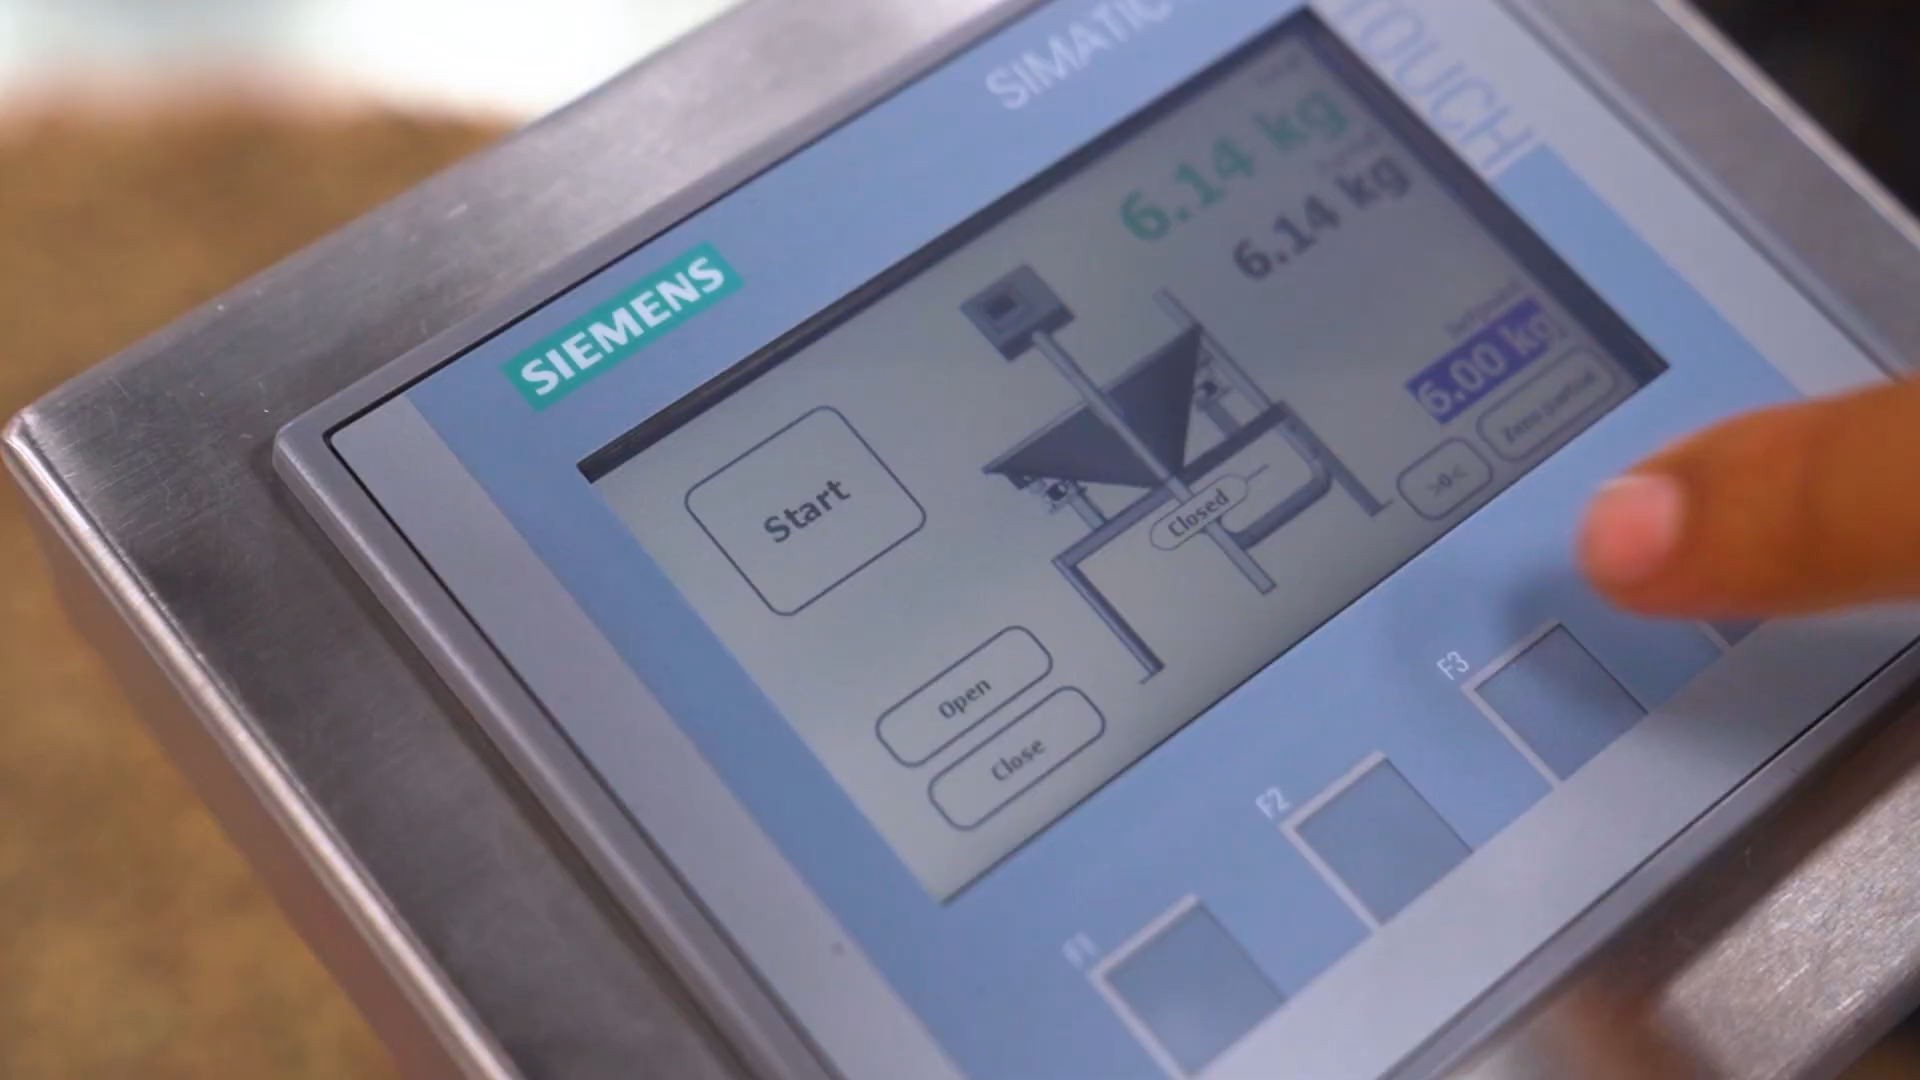 SIEMENS
SIMATIC
TOUCH
6.14 kg
6.14 kg
6.00 kg
>0<
Start
Closed
Open
Close
F1
F2
F3